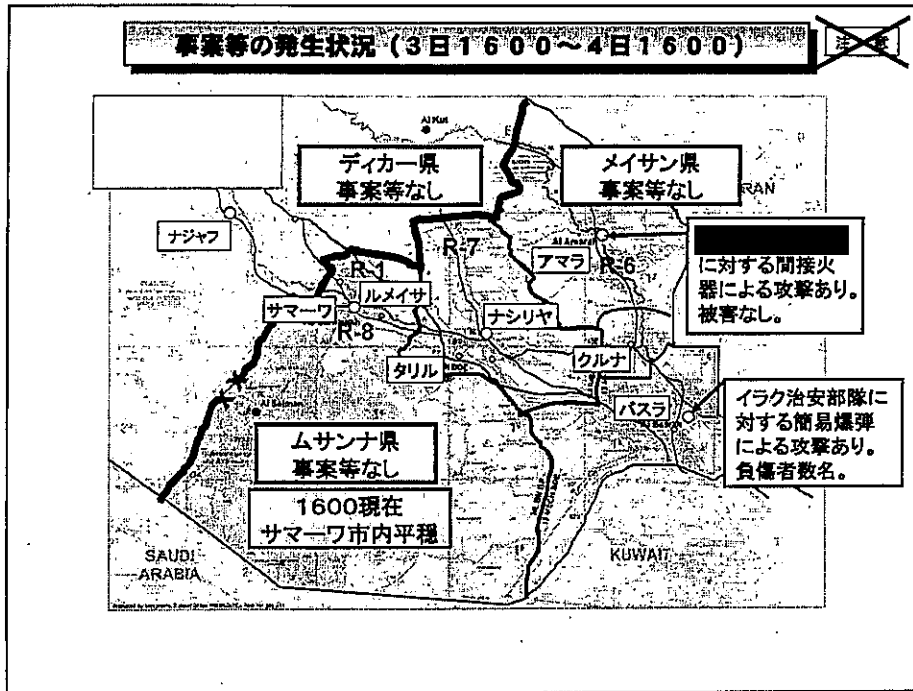 事案等の発生状況（3日1600～4日1600）
注意
Al Kut
ディカー県
事案等なし
メイサン県
事案等なし
RAN
ナジャフ
R-7
Al Amara
アマラ
R-6
に対する間接火
器による攻撃あり。
被害なし。
R-1
ルメイサ
サマーワ
R-8
ナシリヤ
クルナ
タリル
バスラ
イラク治安部隊に
対する簡易爆弾
による攻撃あり。
負傷者数名。
Al Salman
ムサンナ県
事案等なし
1600現在
サマーワ市内平穏
SAUDI
ARABIA
KUWAIT